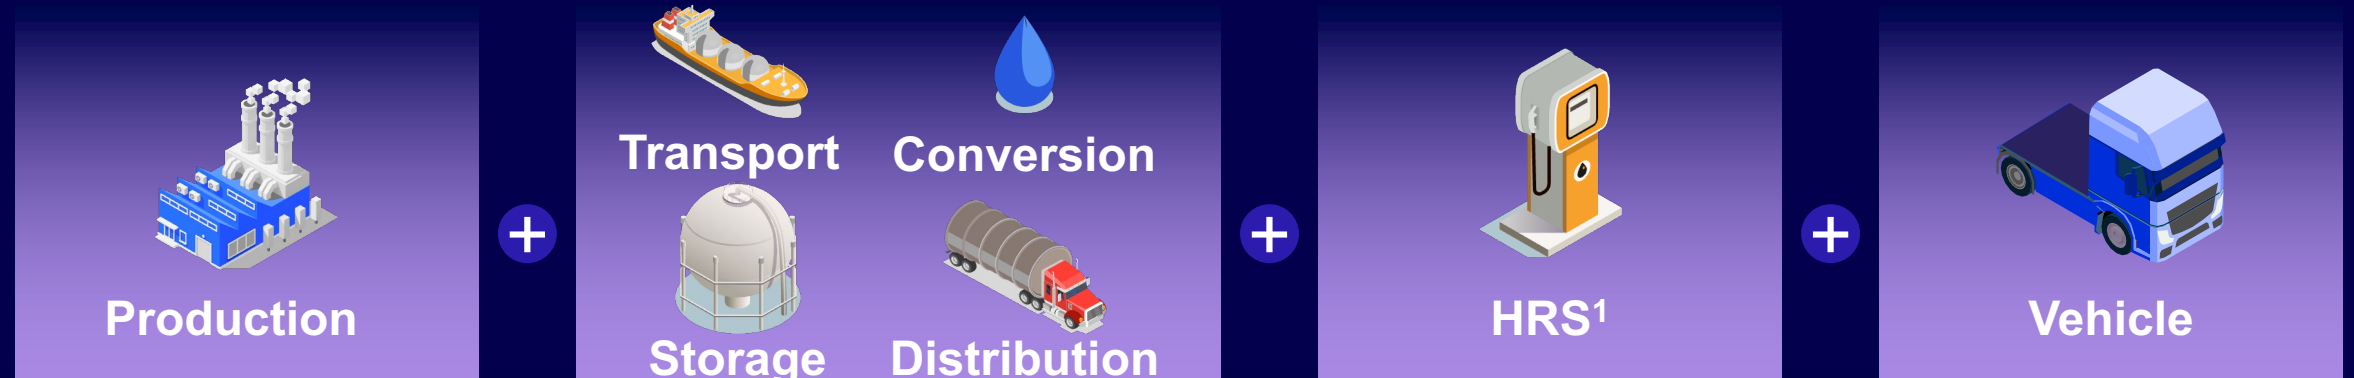 Production
Transport
Conversion
Storage
Distribution
HRS¹
Vehicle